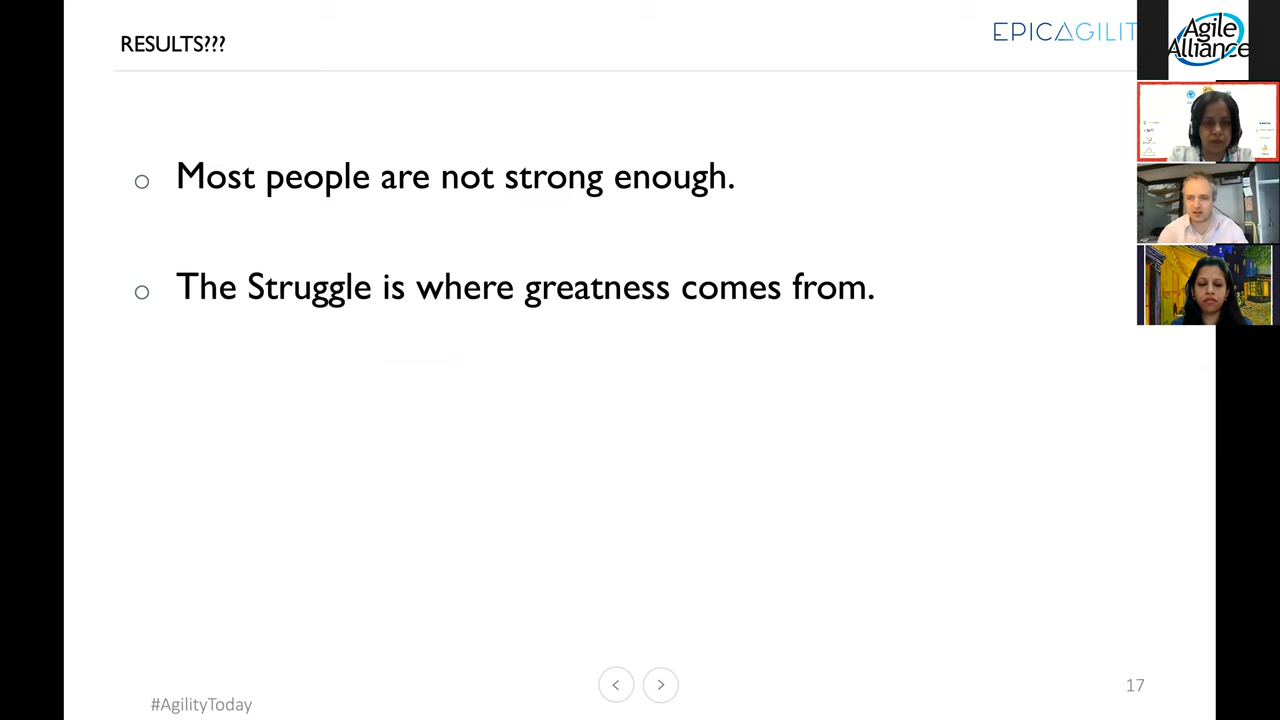 RESULTS???
EPICAGILIT
Agile
Alliance
Most people are not strong enough.
The Struggle is where greatness comes from.
#AgilityToday
17